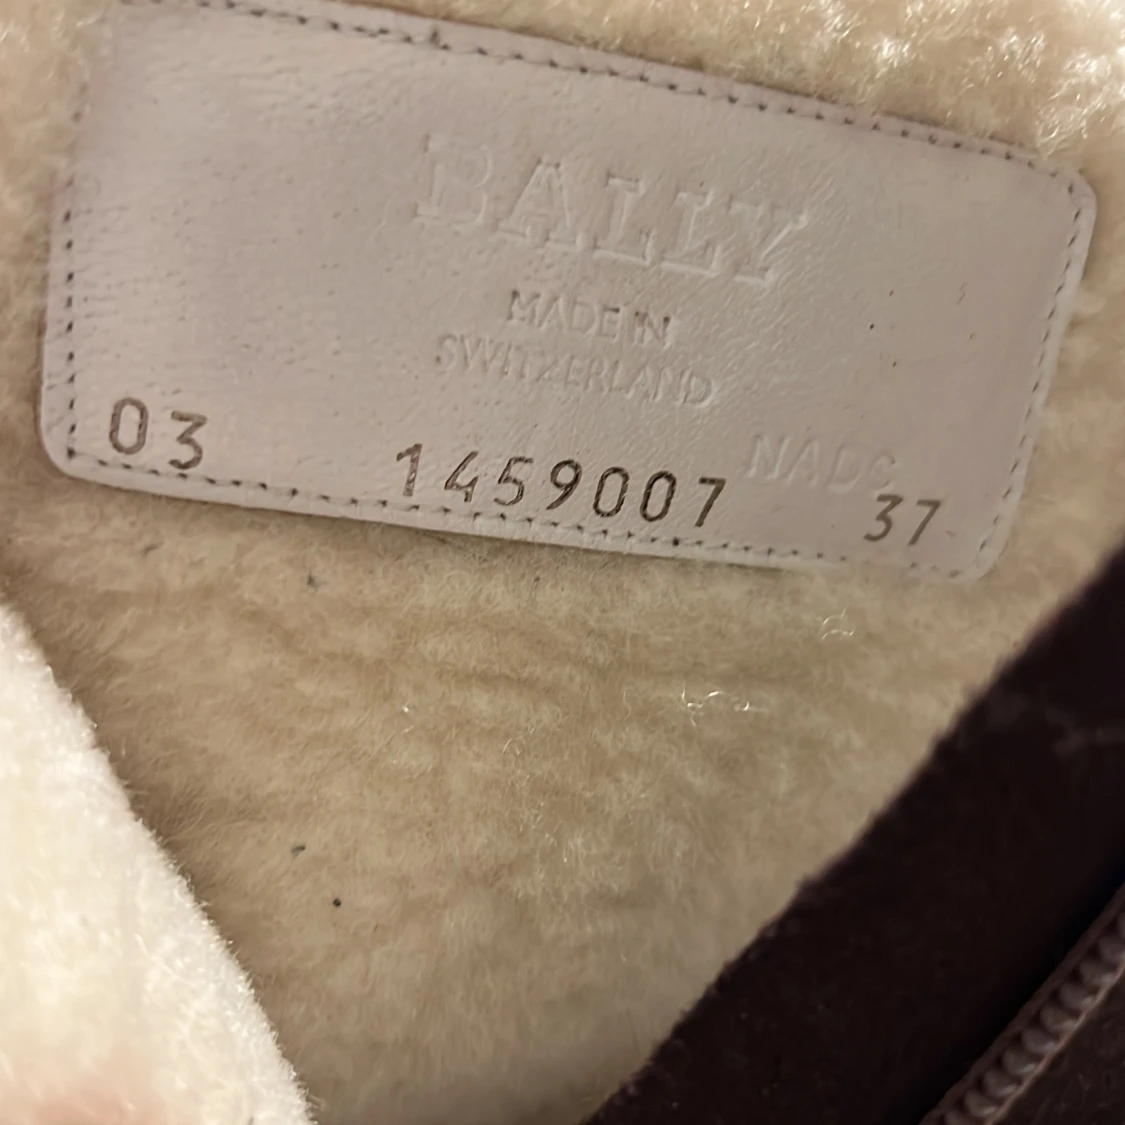 BALLY
MADE IN
SWITZERLAND
03 1459007 37